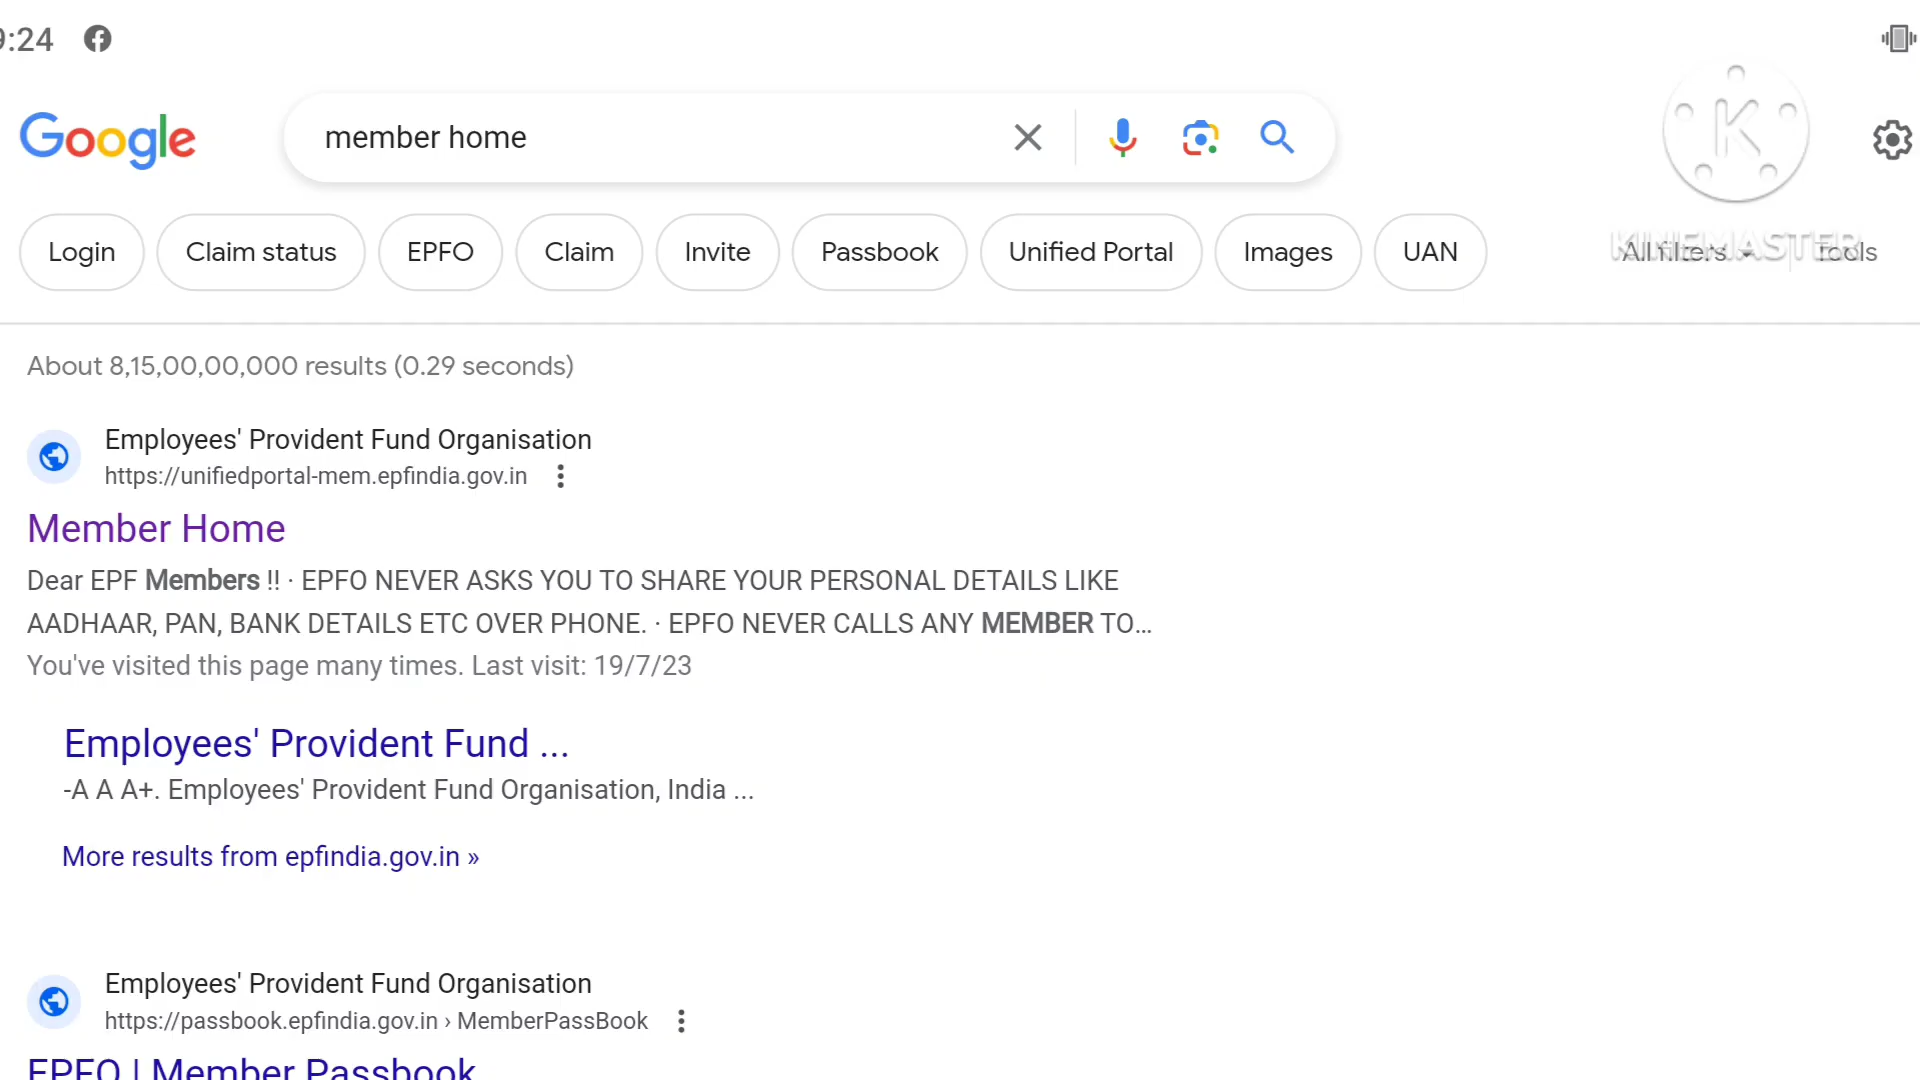 9:24
Google
member home
Login
Claim status
EPFO
Claim
Invite
Passbook
Unified Portal
Images
UAN
All filters
Tools
KINEMASTER
About 8,15,00,00,000 results (0.29 seconds)
Employees' Provident Fund Organisation
https://unifiedportal-mem.epfindia.gov.in
Member Home
Dear EPF Members !! · EPFO NEVER ASKS YOU TO SHARE YOUR PERSONAL DETAILS LIKE
AADHAAR, PAN, BANK DETAILS ETC OVER PHONE. · EPFO NEVER CALLS ANY MEMBER TO...
You've visited this page many times. Last visit: 19/7/23
Employees' Provident Fund ...
-A A A+. Employees' Provident Fund Organisation, India ...
More results from epfindia.gov.in »
Employees' Provident Fund Organisation
https://passbook.epfindia.gov.in › MemberPassBook
EPFO | Member Passbook